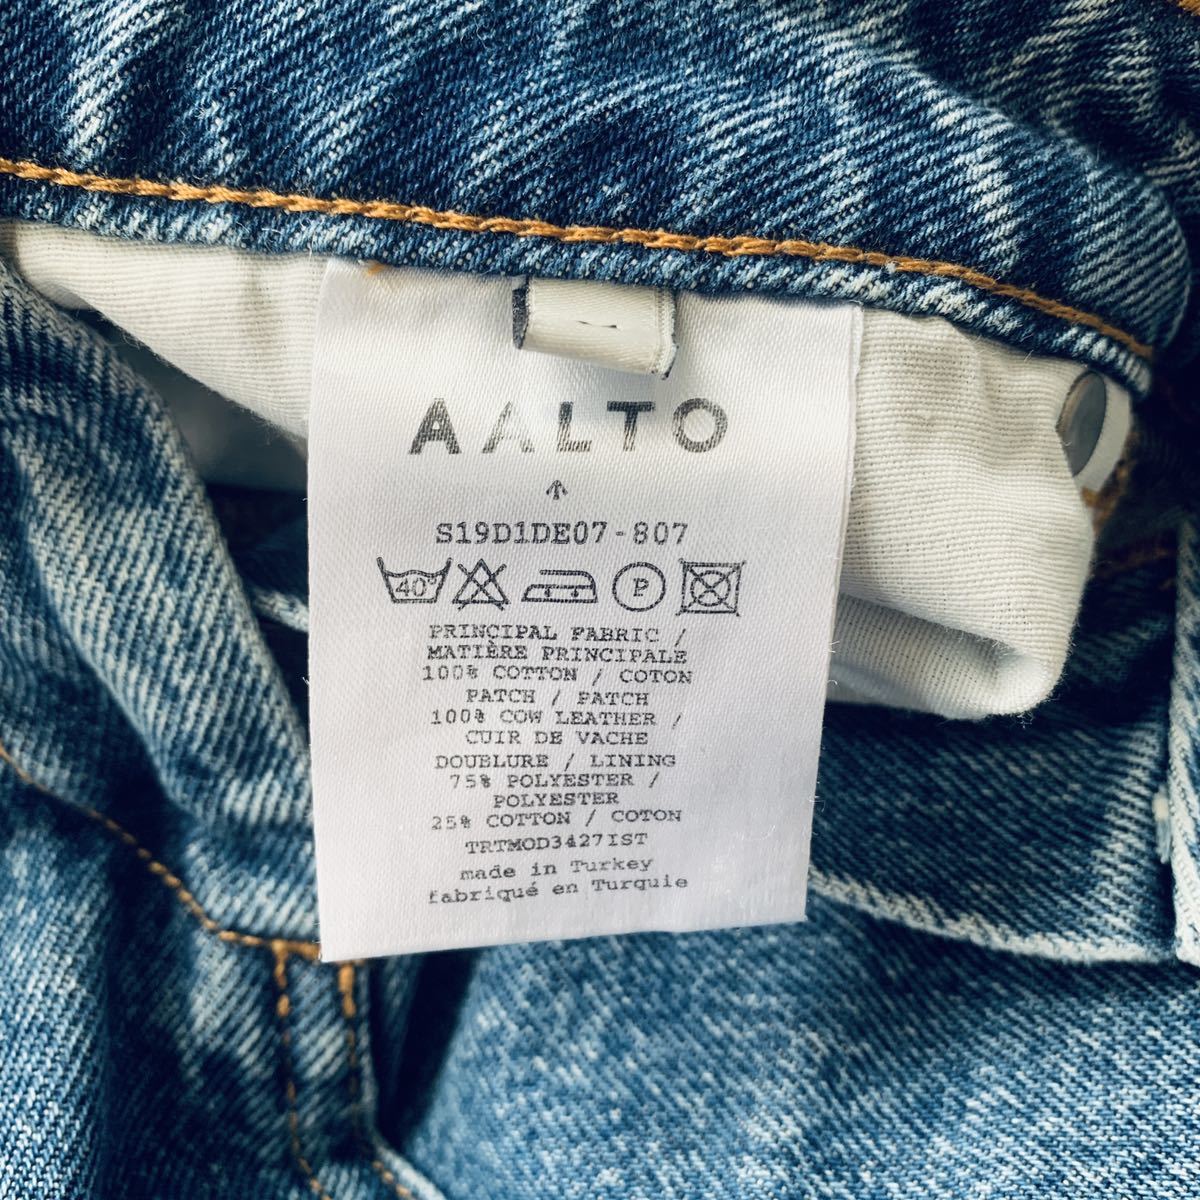 AALTO
S19D1DE07-807
40° P
PRINCIPAL FABRIC /
MATIÈRE PRINCIPALE
100% COTTON / COTON
PATCH / PATCH
100% COW LEATHER /
CUIR DE VACHE
DOUBLURE / LINING
75% POLYESTER /
POLYESTER
25% COTTON / COTON
TRTMOD3427IST
made in Turkey
fabriqué en Turquie